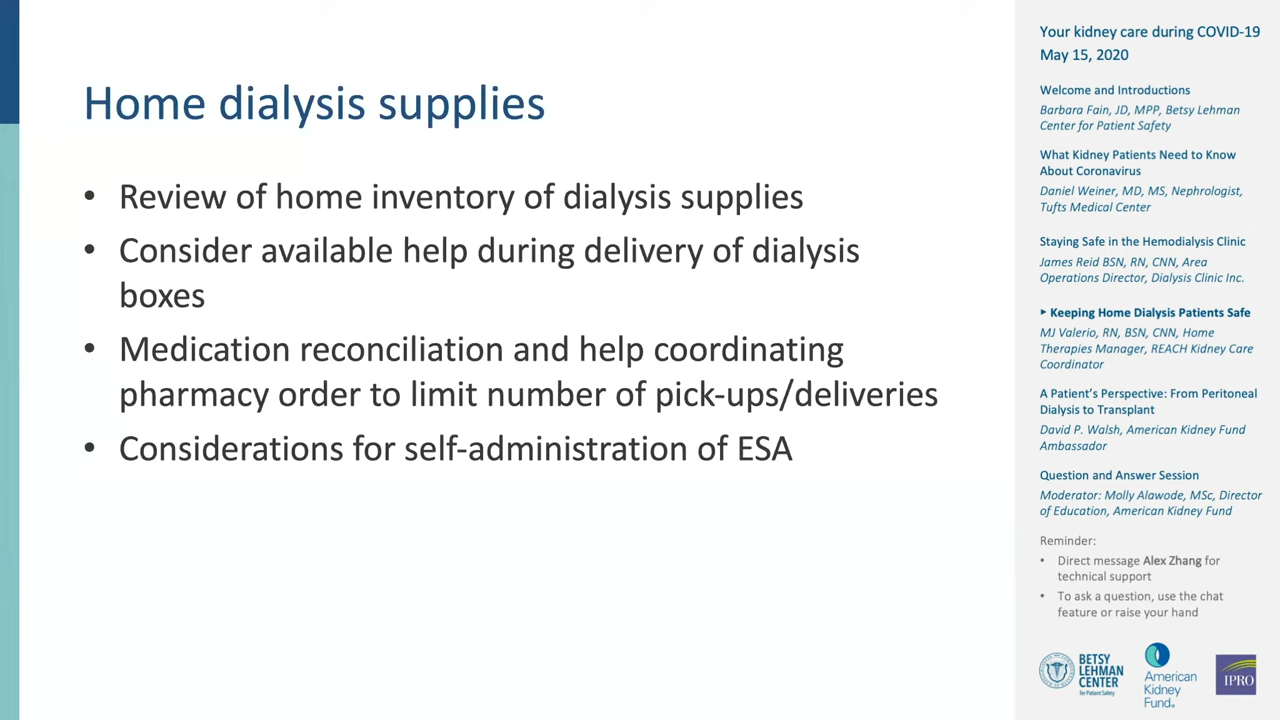 Home dialysis supplies
• Review of home inventory of dialysis supplies
• Consider available help during delivery of dialysis
boxes
• Medication reconciliation and help coordinating
pharmacy order to limit number of pick-ups/deliveries
• Considerations for self-administration of ESA
Your kidney care during COVID-19
May 15, 2020
Welcome and Introductions
Barbara Fain, JD, MPP, Betsy Lehman
Center for Patient Safety
What Kidney Patients Need to Know
About Coronavirus
Daniel Weiner, MD, MS, Nephrologist,
Tufts Medical Center
Staying Safe in the Hemodialysis Clinic
James Reid BSN, RN, CNN, Area
Operations Director, Dialysis Clinic Inc.
▸ Keeping Home Dialysis Patients Safe
MJ Valerio, RN, BSN, CNN, Home
Therapies Manager, REACH Kidney Care
Coordinator
A Patient's Perspective: From Peritoneal
Dialysis to Transplant
David P. Walsh, American Kidney Fund
Ambassador
Question and Answer Session
Moderator: Molly Alawode, MSc, Director
of Education, American Kidney Fund
Reminder:
• Direct message Alex Zhang for
technical support
• To ask a question, use the chat
feature or raise your hand
BETSY
LEHMAN
CENTER
for Patient Safety
American
Kidney
Fund®
IPRO